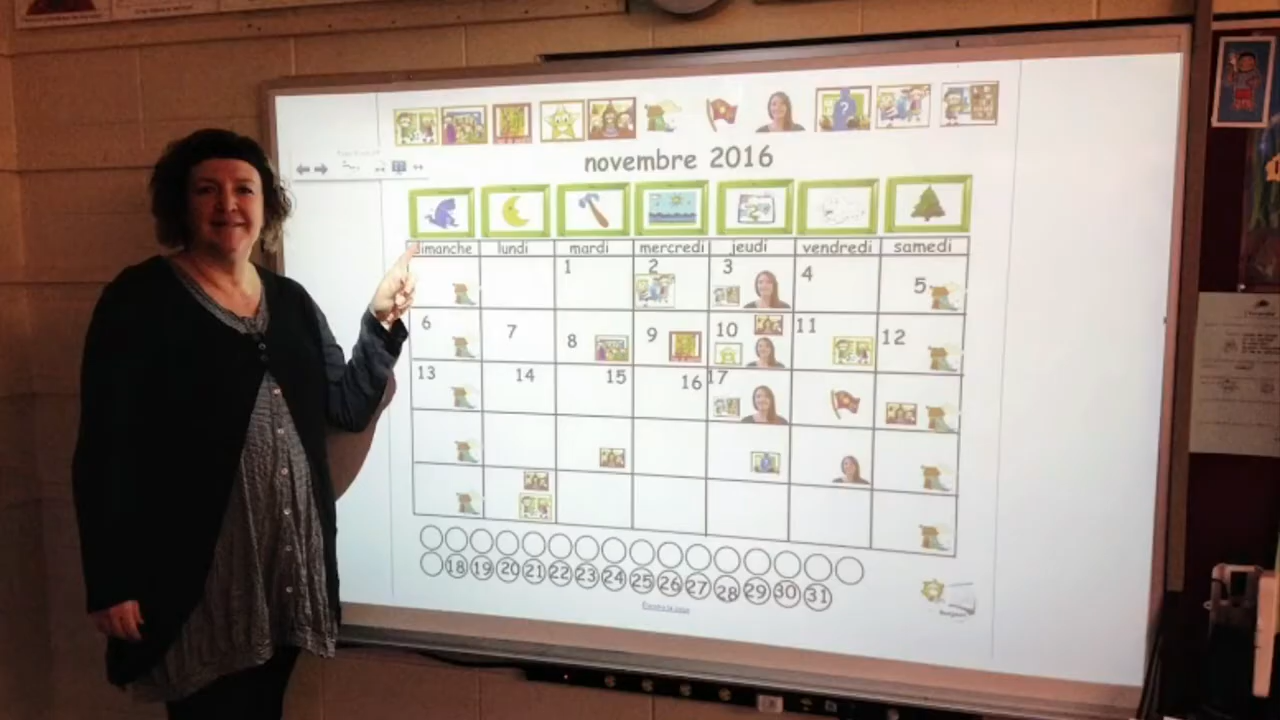 novembre 2016
dimanche lundi mardi mercredi jeudi vendredi samedi
1 2 3 4 5
6 7 8 9 10 11 12
13 14 15 16 17
18 19 20 21 22 23 24 25 26 27 28 29 30 31